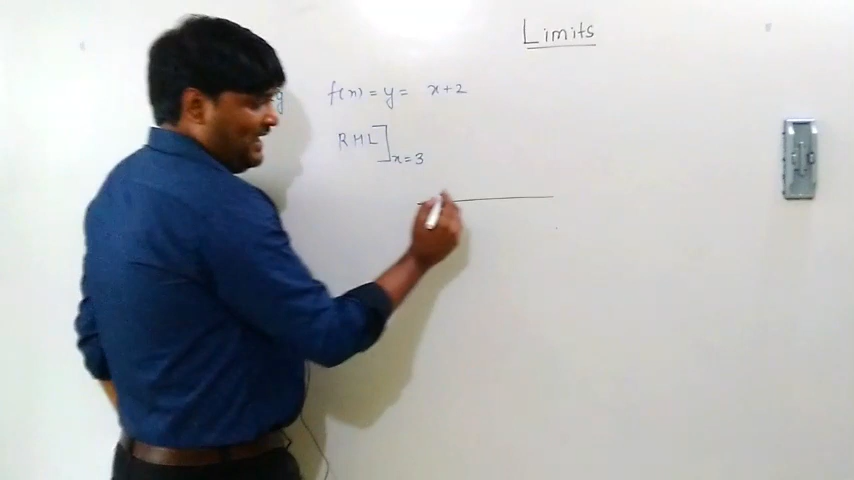 Limits
f(x) = y = x+2
RHL]x=3